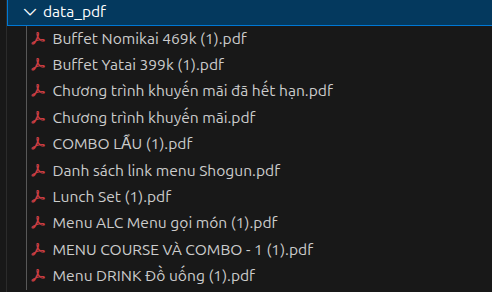 data_pdf
Buffet Nomikai 469k (1).pdf
Buffet Yatai 399k (1).pdf
Chương trình khuyến mãi đã hết hạn.pdf
Chương trình khuyến mãi.pdf
COMBO LẨU (1).pdf
Danh sách link menu Shogun.pdf
Lunch Set (1).pdf
Menu ALC Menu gọi món (1).pdf
MENU COURSE VÀ COMBO - 1 (1).pdf
Menu DRINK Đồ uống (1).pdf